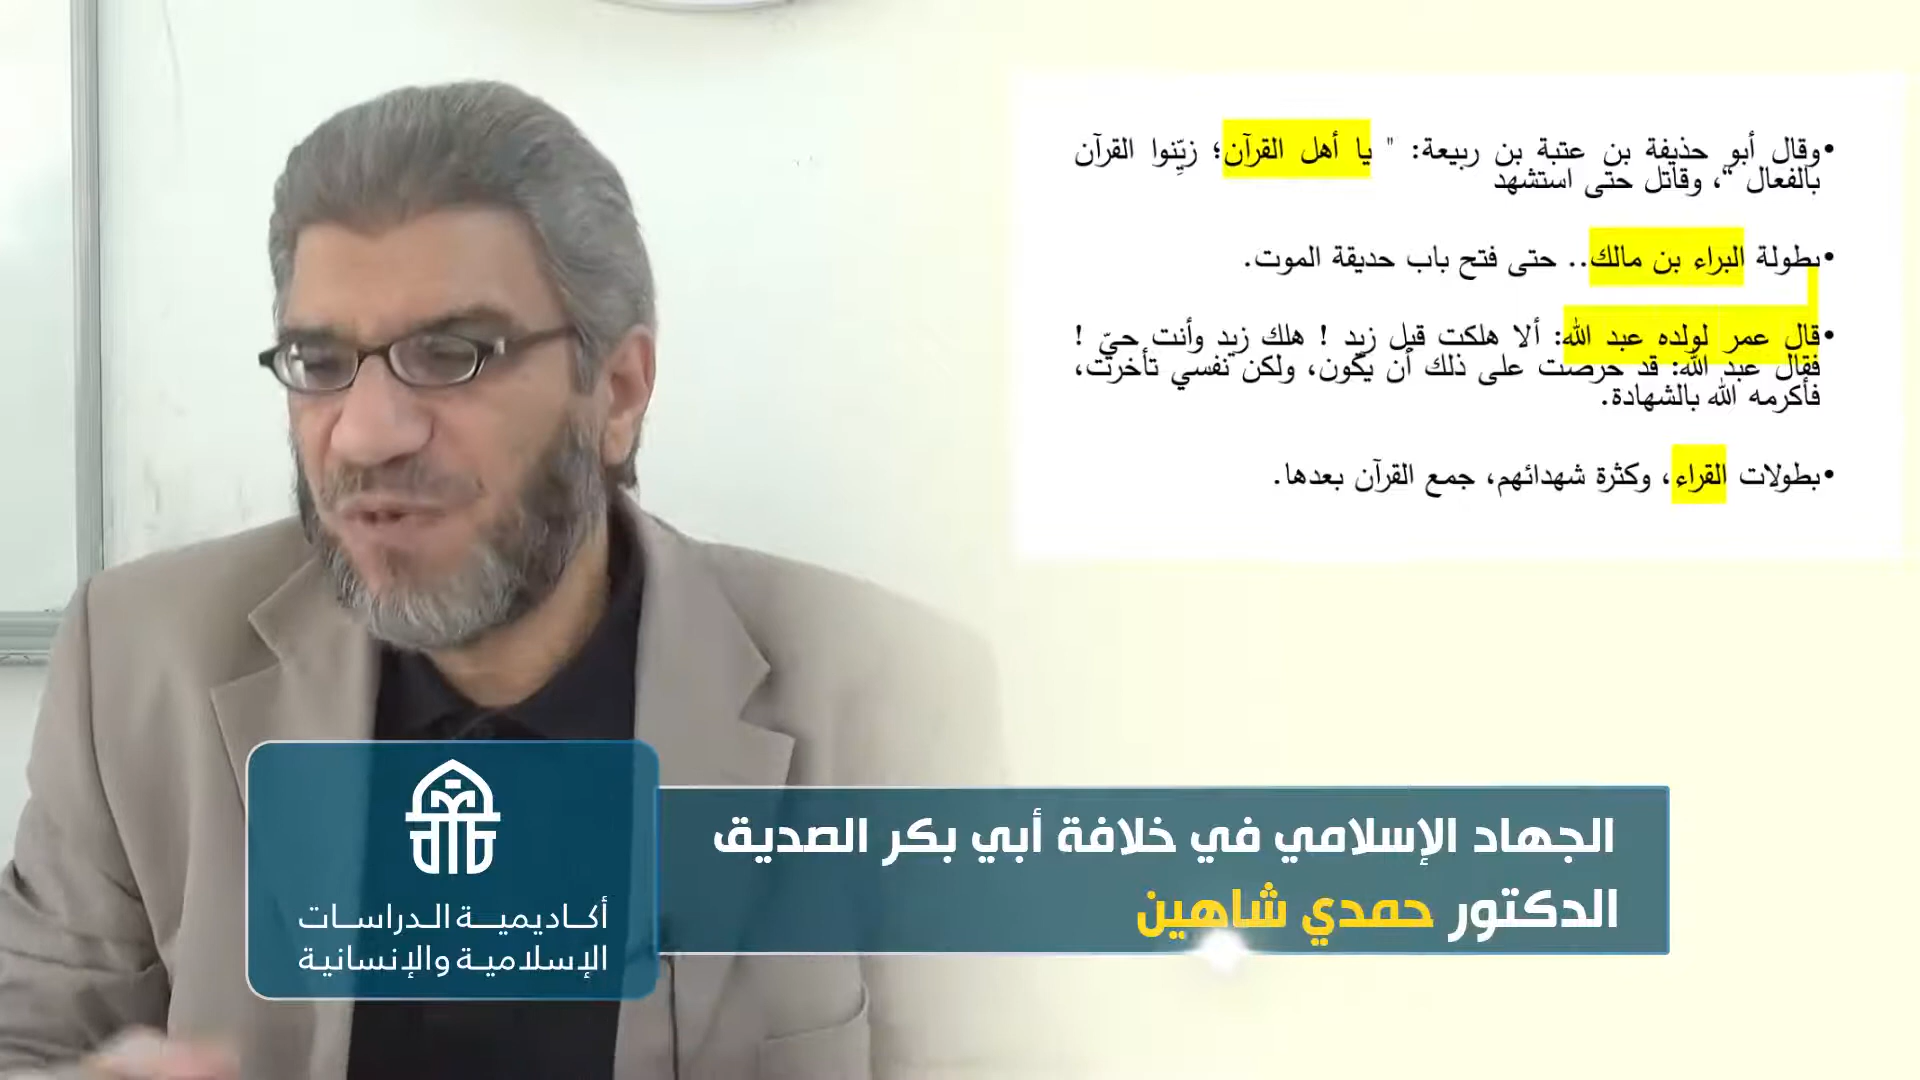 •وقال أبو حذيفة بن عتبة بن ربيعة: " يا أهل القرآن؛ زيِّنوا القرآن
بالفعال “، وقاتل حتى استشهد
•بطولة البراء بن مالك.. حتى فتح باب حديقة الموت.
•قال عمر لولده عبد الله: ألا هلكت قبل زيد ! هلك زيد وأنت حيّ !
فقال عبد الله: قد حرصت على ذلك أن يكون، ولكن نفسي تأخرت،
فأكرمه الله بالشهادة.
•بطولات القراء، وكثرة شهدائهم، جمع القرآن بعدها.
الجهاد الإسلامي في خلافة أبي بكر الصديق
الدكتور حمدي شاهين
أكاديمية الدراسات
الإسلامية والإنسانية